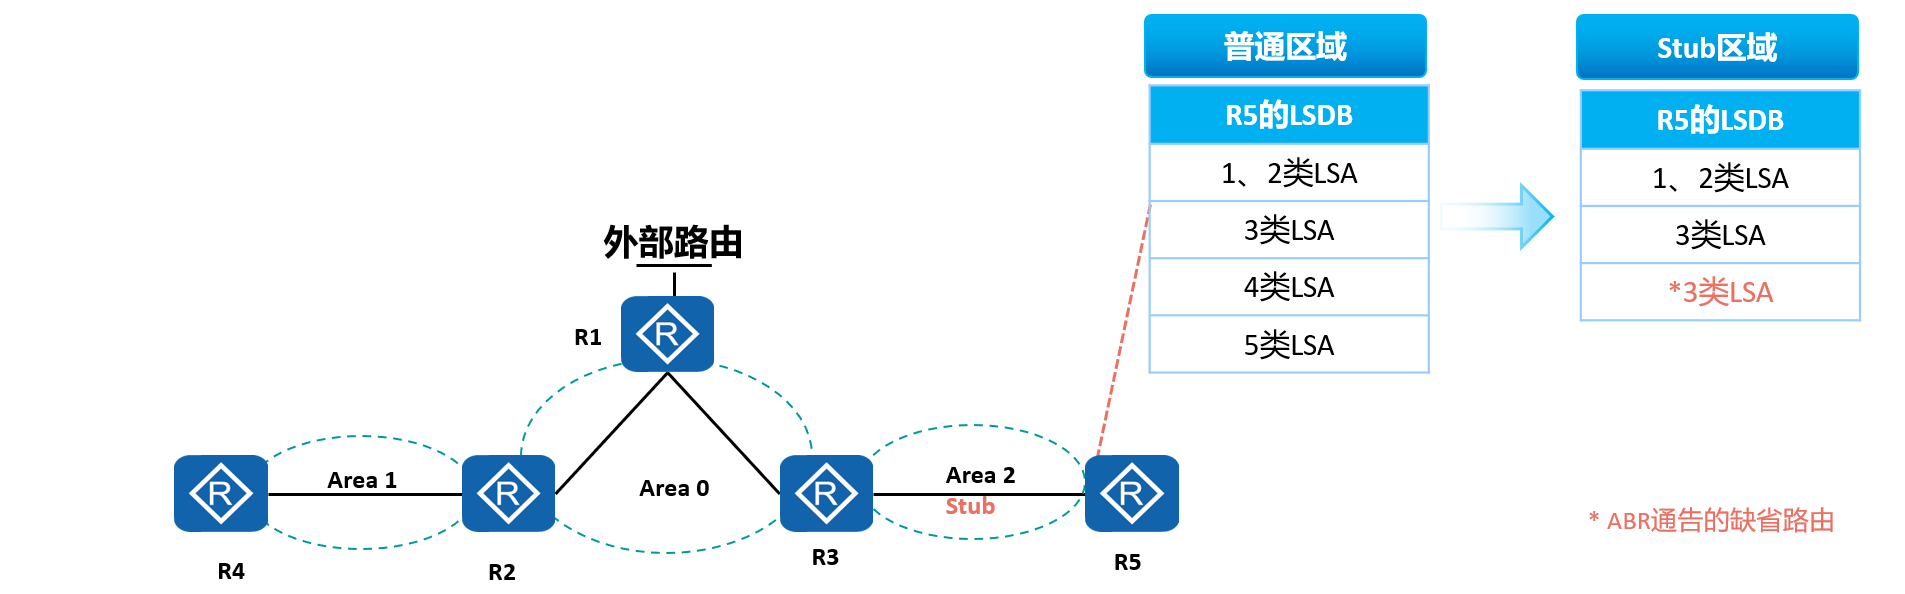 普通区域
R5的LSDB
1、2类LSA
3类LSA
4类LSA
5类LSA
Stub区域
R5的LSDB
1、2类LSA
3类LSA
*3类LSA
外部路由
R1
R
Area 1
Area 0
Area 2
Stub
R
R
R
R
R4
R2
R3
R5
* ABR通告的缺省路由